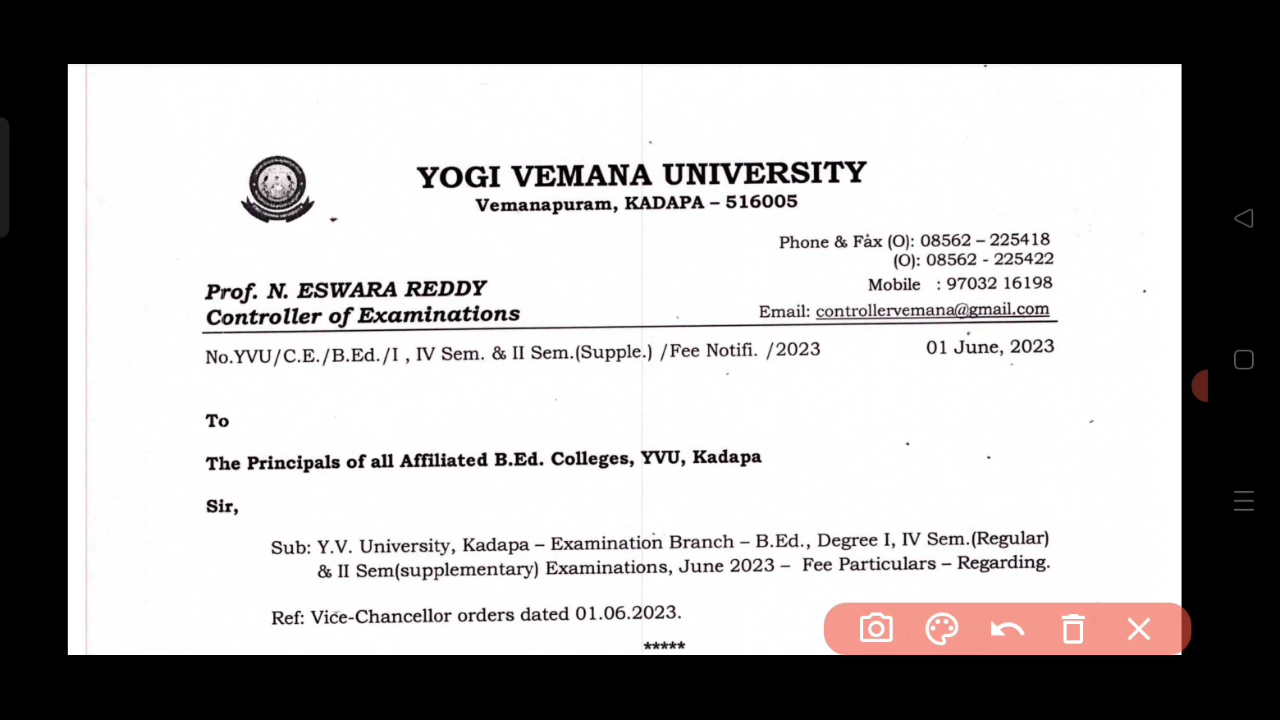 YOGI VEMANA UNIVERSITY
Vemanapuram, KADAPA – 516005
Phone & Fax (O): 08562 – 225418
(O): 08562 - 225422
Prof. N. ESWARA REDDY
Mobile : 97032 16198
Controller of Examinations
Email: controllervemana@gmail.com
No.YVU/C.E./B.Ed./I , IV Sem. & II Sem.(Supple.) /Fee Notifi. /2023
01 June, 2023
To
The Principals of all Affiliated B.Ed. Colleges, YVU, Kadapa
Sir,
Sub: Y.V. University, Kadapa – Examination Branch – B.Ed., Degree I, IV Sem.(Regular)
& II Sem(supplementary) Examinations, June 2023 – Fee Particulars – Regarding.
Ref: Vice-Chancellor orders dated 01.06.2023.
*****